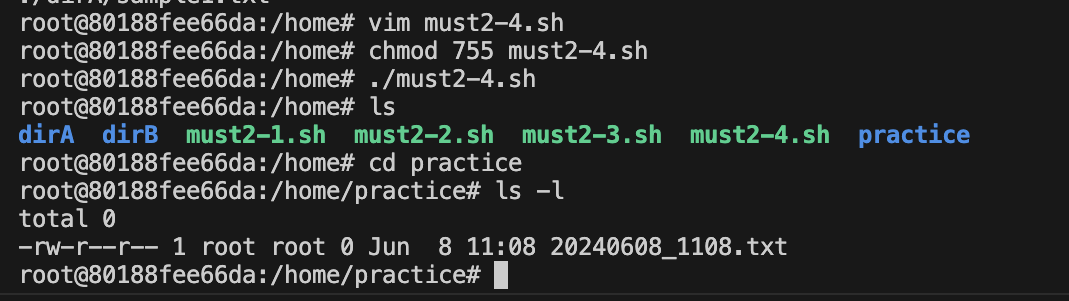 ./dirA/sample1.txt
root@80188fee66da:/home# vim must2-4.sh
root@80188fee66da:/home# chmod 755 must2-4.sh
root@80188fee66da:/home# ./must2-4.sh
root@80188fee66da:/home# ls
dirA  dirB  must2-1.sh  must2-2.sh  must2-3.sh  must2-4.sh  practice
root@80188fee66da:/home# cd practice
root@80188fee66da:/home/practice# ls -l
total 0
-rw-r--r-- 1 root root 0 Jun  8 11:08 20240608_1108.txt
root@80188fee66da:/home/practice#